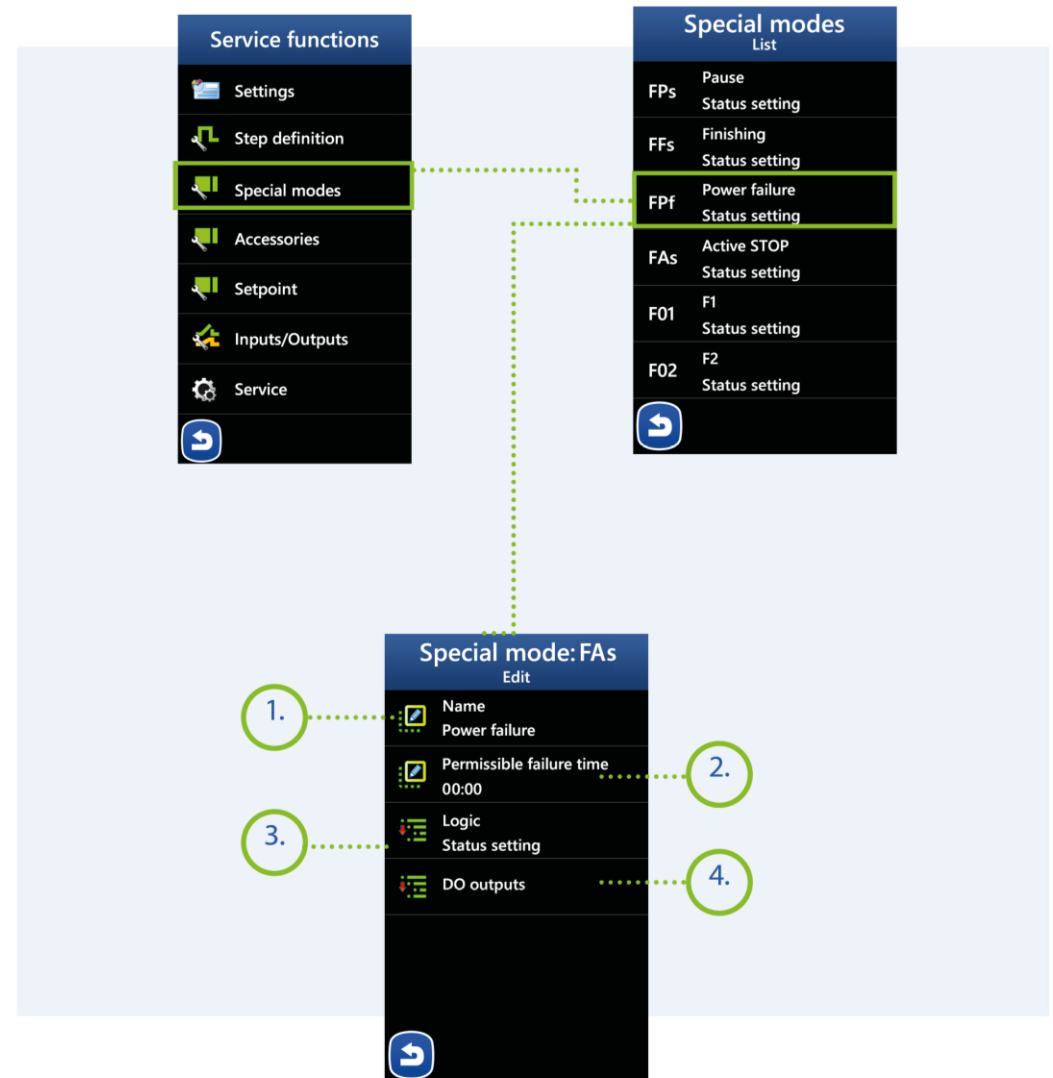 Service functions
Settings
Step definition
Special modes
Accessories
Setpoint
Inputs/Outputs
Service
Special modes
List
FPs
Pause
Status setting
FFs
Finishing
Status setting
FPf
Power failure
Status setting
FAs
Active STOP
Status setting
F01
F1
Status setting
F02
F2
Status setting
Special mode: FAs
Edit
1.
Name
Power failure
Permissible failure time
00:00
2.
3.
Logic
Status setting
DO outputs
4.